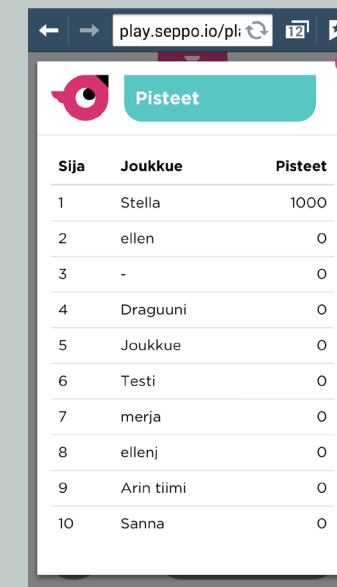 play.seppo.io/pl
12
Pisteet
Sija Joukkue Pisteet
1 Stella 1000
2 ellen 0
3 - 0
4 Draguuni 0
5 Joukkue 0
6 Testi 0
7 merja 0
8 ellenj 0
9 Arin tiimi 0
10 Sanna 0